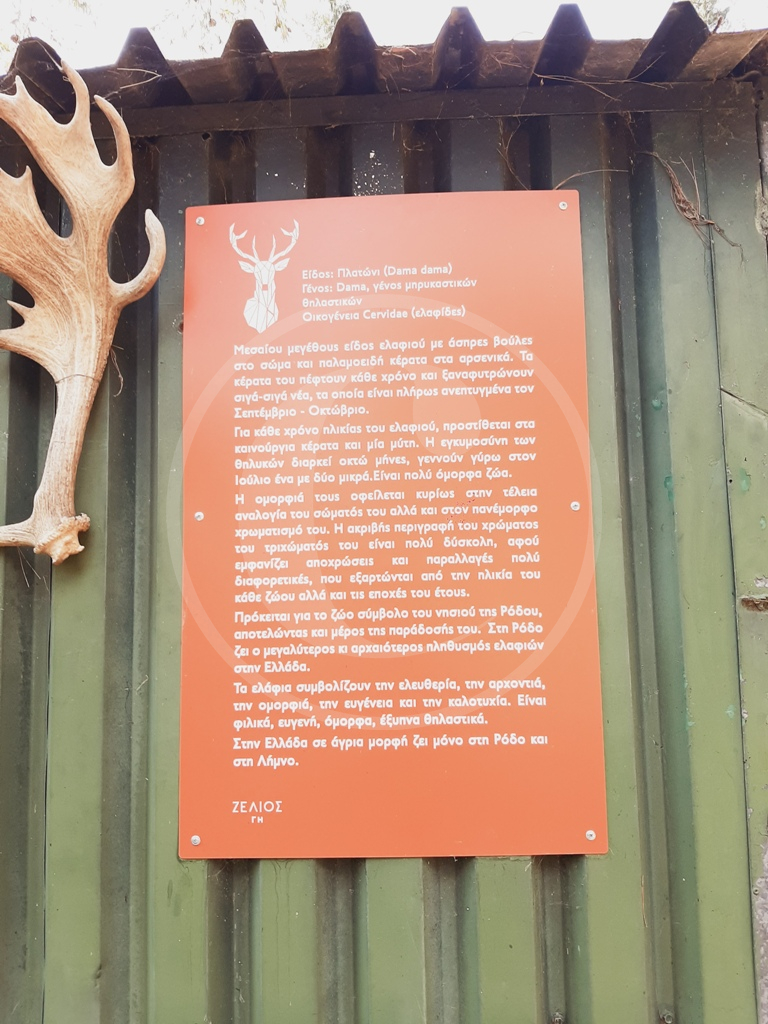 Είδος: Πλατώνι (Dama dama)
Γένος: Dama, γένος μηρυκαστικών
θηλαστικών
Οικογένεια Cervidae (ελαφίδες)
Μεσαίου μεγέθους είδος ελαφιού με άσπρες βούλες
στο σώμα και παλαμοειδή κέρατα στα αρσενικά. Τα
κέρατα του πέφτουν κάθε χρόνο και ξαναφυτρώνουν
σιγά-σιγά νέα, τα οποία είναι πλήρως ανεπτυγμένα τον
Σεπτέμβριο - Οκτώβριο.
Για κάθε χρόνο ηλικίας του ελαφιού, προστίθεται στα
καινούργια κέρατα και μία μύτη. Η εγκυμοσύνη των
θηλυκών διαρκεί οκτώ μήνες, γεννούν γύρω στον
Ιούλιο ένα με δύο μικρά.Είναι πολύ όμορφα ζώα.
Η ομορφιά τους οφείλεται κυρίως στην τέλεια
αναλογία του σώματός του αλλά και στον πανέμορφο
χρωματισμό του. Η ακριβής περιγραφή του χρώματος
του τριχώματός του είναι πολύ δύσκολη, αφού
εμφανίζει αποχρώσεις και παραλλαγές πολύ
διαφορετικές, που εξαρτώνται από την ηλικία του
κάθε ζώου αλλά και τις εποχές του έτους.
Πρόκειται για το ζώο σύμβολο του νησιού της Ρόδου,
αποτελώντας και μέρος της παράδοσής του. Στη Ρόδο
ζει ο μεγαλύτερος κι αρχαιότερος πληθυσμός ελαφιών
στην Ελλάδα.
Τα ελάφια συμβολίζουν την ελευθερία, την αρχοντιά,
την ομορφιά, την ευγένεια και την καλοτυχία. Είναι
φιλικά, ευγενή, όμορφα, έξυπνα θηλαστικά.
Στην Ελλάδα σε άγρια μορφή ζει μόνο στη Ρόδο και
στη Λήμνο.
ΖΕΛΙΟΣ
ΓΗ